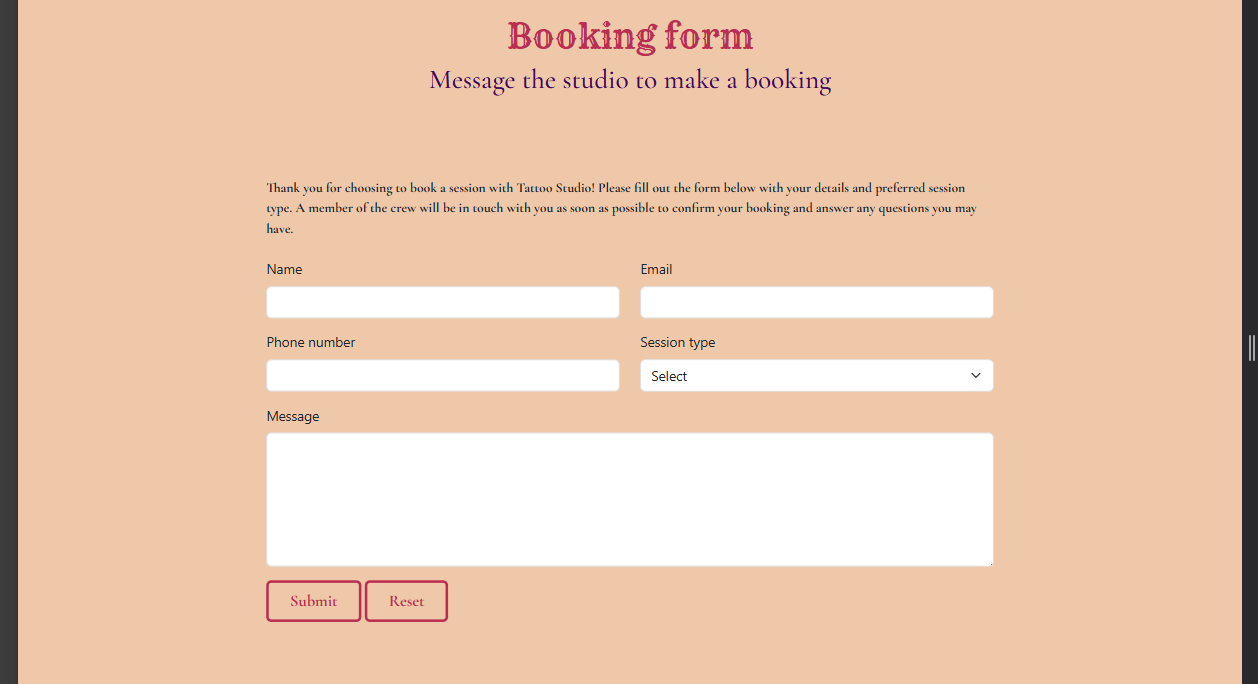 Booking form
Message the studio to make a booking
Thank you for choosing to book a session with Tattoo Studio! Please fill out the form below with your details and preferred session
type. A member of the crew will be in touch with you as soon as possible to confirm your booking and answer any questions you may
have.
Name
Email
Phone number
Session type
Select
Message
Submit
Reset